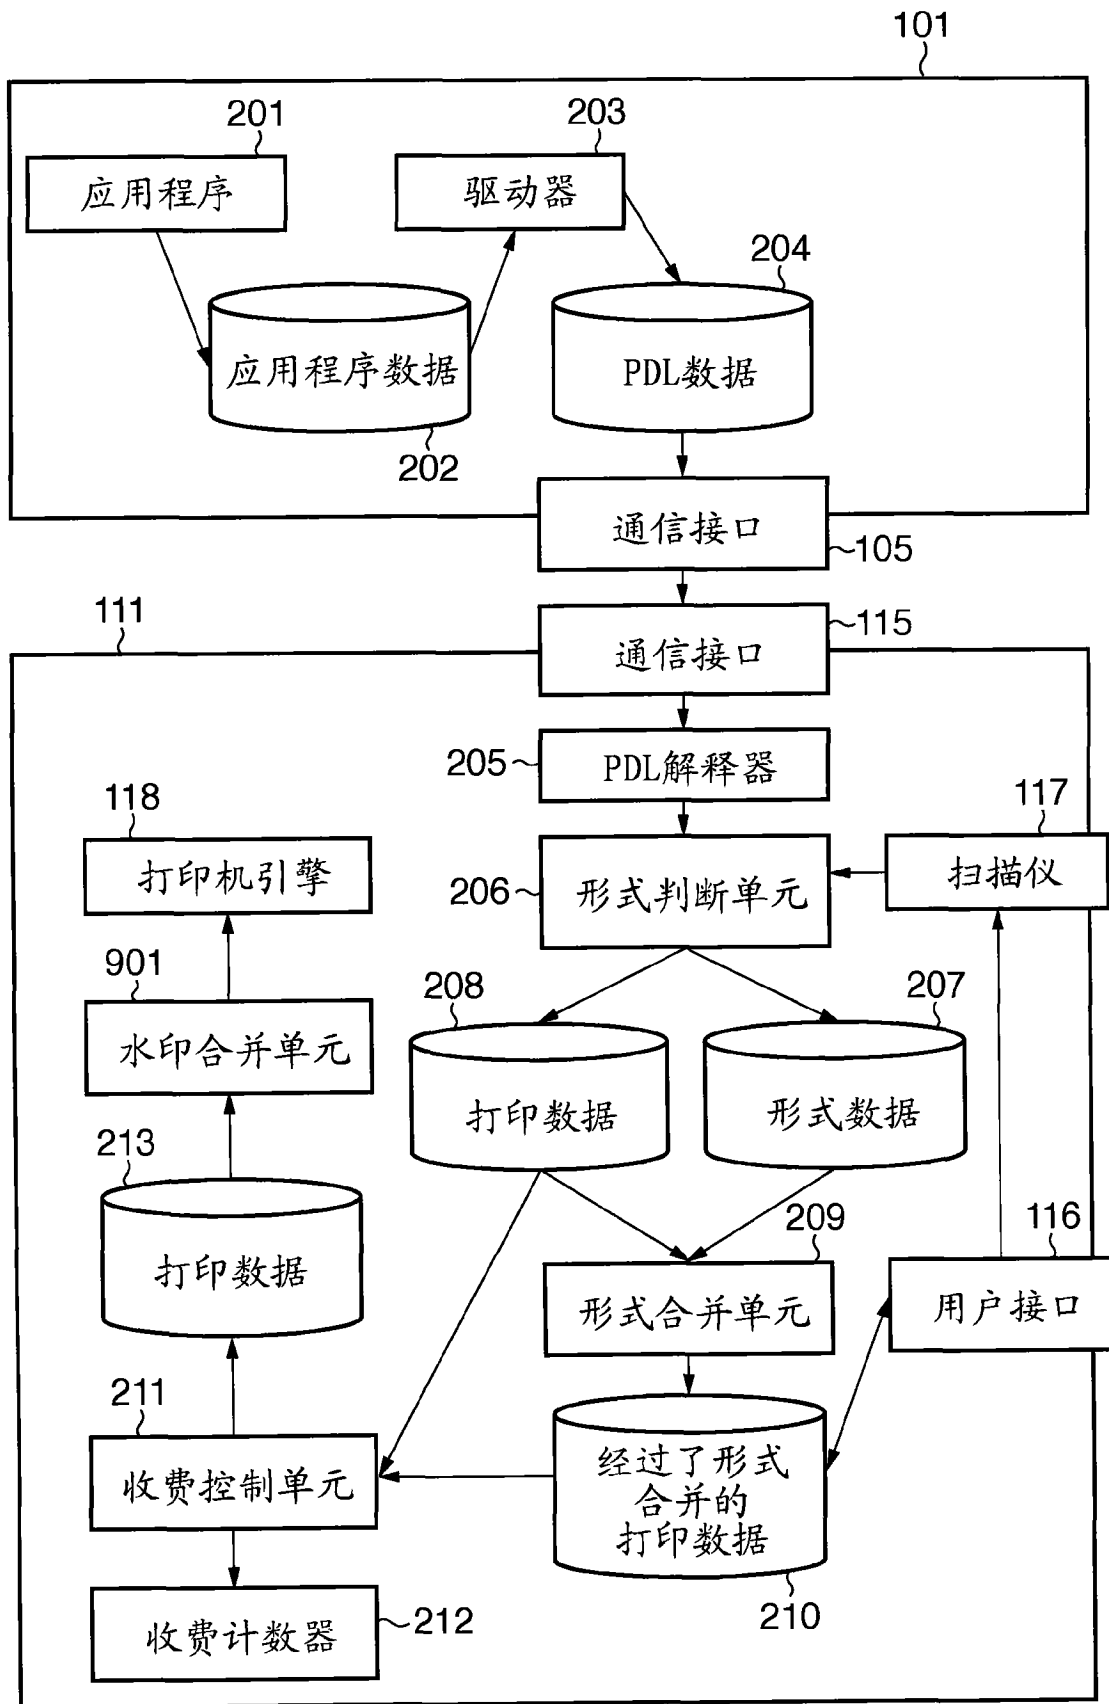 101
201
203
应用程序
驱动器
204
应用程序数据
PDL数据
202
通信接口
105
111
115
通信接口
205
PDL解释器
118
117
打印机引擎
206
形式判断单元
扫描仪
901
208
207
水印合并单元
打印数据
形式数据
213
209
116
打印数据
形式合并单元
用户接口
211
收费控制单元
经过了形式
合并的
打印数据
210
收费计数器
212